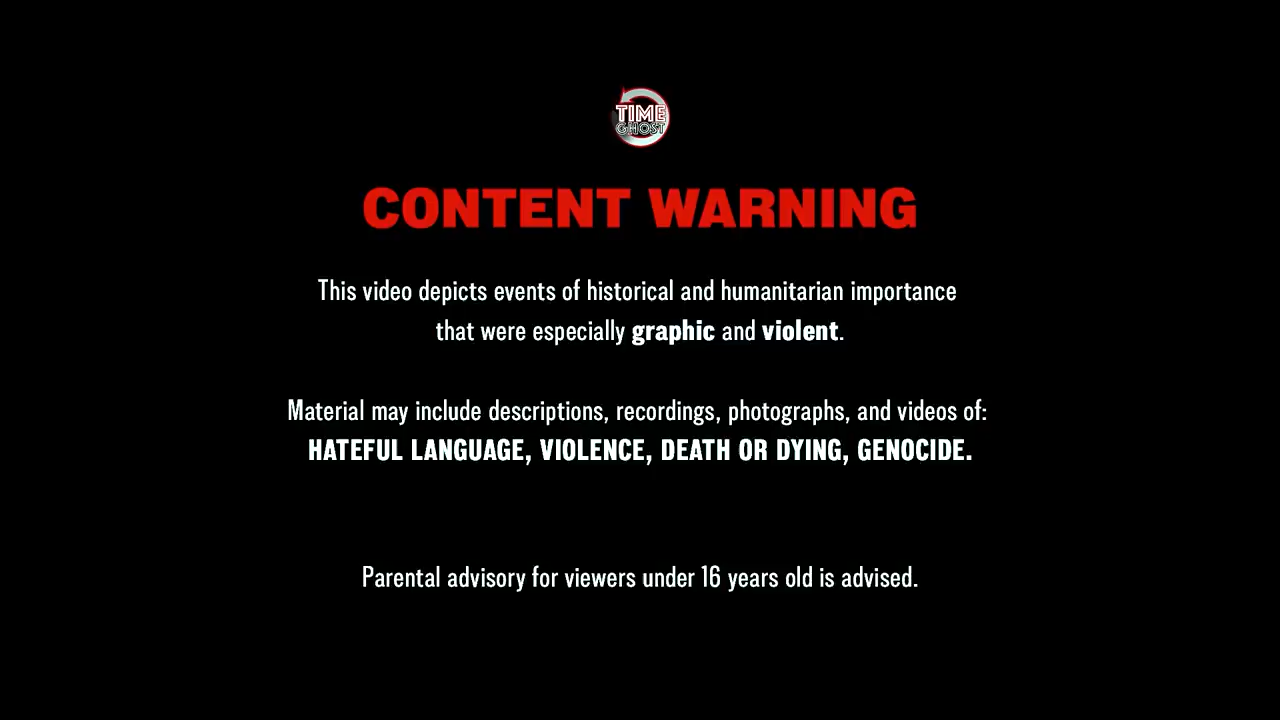 TIME
GHOST
CONTENT WARNING
This video depicts events of historical and humanitarian importance
that were especially graphic and violent.
Material may include descriptions, recordings, photographs, and videos of:
HATEFUL LANGUAGE, VIOLENCE, DEATH OR DYING, GENOCIDE.
Parental advisory for viewers under 16 years old is advised.